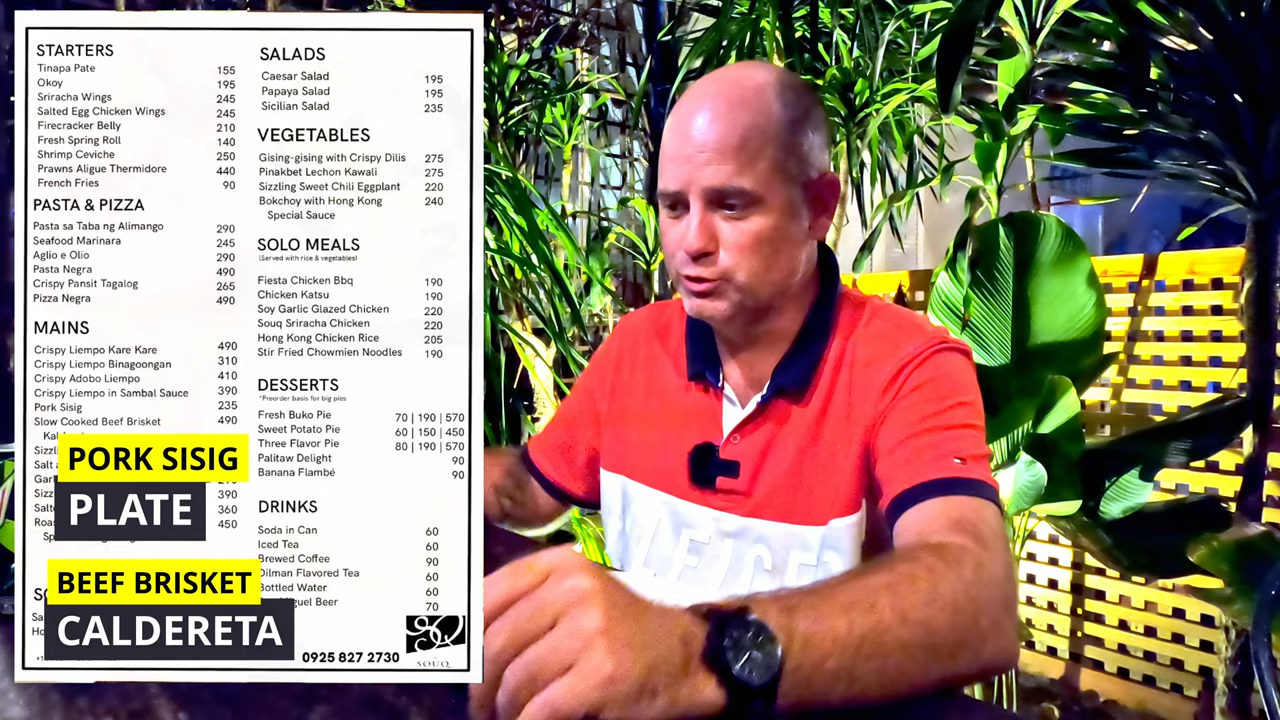 STARTERS
Tinapa Pate 155
Okoy 195
Sriracha Wings 245
Salted Egg Chicken Wings 245
Firecracker Belly 210
Fresh Spring Roll 140
Shrimp Ceviche 250
Prawns Aligue Thermidore 440
French Fries 90
PASTA & PIZZA
Pasta sa Taba ng Alimango 290
Seafood Marinara 245
Aglio e Olio 290
Pasta Negra 490
Crispy Pansit Tagalog 265
Pizza Negra 490
MAINS
Crispy Liempo Kare Kare 490
Crispy Liempo Binagoongan 310
Crispy Adobo Liempo 410
Crispy Liempo in Sambal Sauce 390
Pork Sisig 235
Slow Cooked Beef Brisket 490
390
360
450
PORK SISIG
PLATE
BEEF BRISKET
CALDERETA
SALADS
Caesar Salad 195
Papaya Salad 195
Sicilian Salad 235
VEGETABLES
Gising-gising with Crispy Dilis 275
Pinakbet Lechon Kawali 275
Sizzling Sweet Chili Eggplant 220
Bokchoy with Hong Kong 240
Special Sauce
SOLO MEALS
(Served with rice & vegetables)
Fiesta Chicken Bbq 190
Chicken Katsu 190
Soy Garlic Glazed Chicken 220
Souq Sriracha Chicken 220
Hong Kong Chicken Rice 205
Stir Fried Chowmien Noodles 190
DESSERTS
*Preorder basis for big pies
Fresh Buko Pie 70 | 190 | 570
Sweet Potato Pie 60 | 150 | 450
Three Flavor Pie 80 | 190 | 570
Palitaw Delight 90
Banana Flambé 90
DRINKS
Soda in Can 60
Iced Tea 60
Brewed Coffee 90
Dilman Flavored Tea 60
Bottled Water 60
Beer 70
0925 827 2730
SOUQ